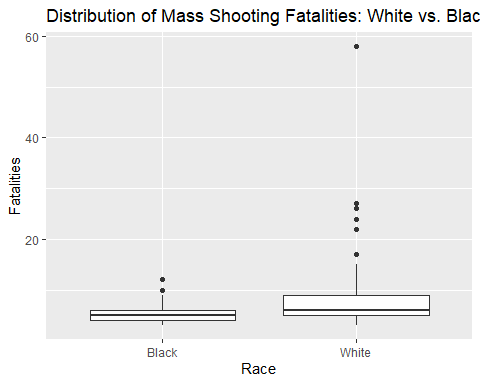 Distribution of Mass Shooting Fatalities: White vs. Blac
60
40
20
Fatalities
Black
White
Race